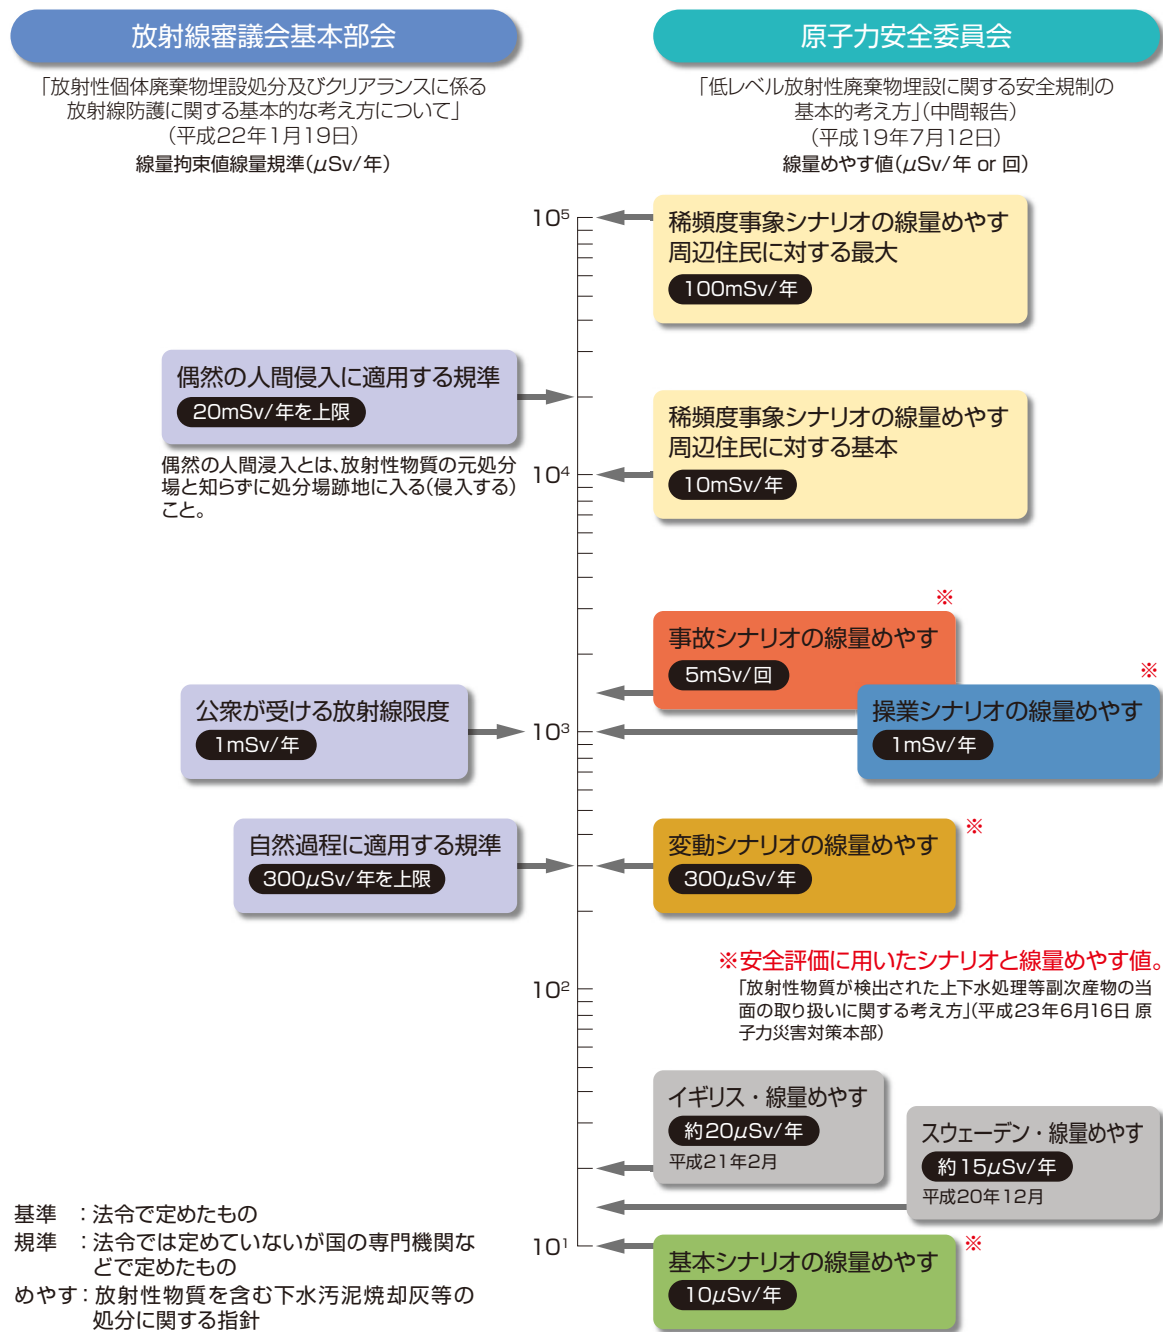 放射線審議会基本部会
「放射性個体廃棄物埋設処分及びクリアランスに係る
放射線防護に関する基本的な考え方について」
(平成22年1月19日)
線量拘束値線量規準(μSv/年)
原子力安全委員会
「低レベル放射性廃棄物埋設に関する安全規制の
基本的考え方」(中間報告)
(平成19年7月12日)
線量めやす値(μSv/年 or 回)
10⁵
稀頻度事象シナリオの線量めやす
周辺住民に対する最大
100mSv/年
偶然の人間侵入に適用する規準
20mSv/年を上限
偶然の人間浸入とは、放射性物質の元処分
場と知らずに処分場跡地に入る(侵入する)
こと。
稀頻度事象シナリオの線量めやす
周辺住民に対する基本
10mSv/年
10⁴
※
事故シナリオの線量めやす
5mSv/回
※
公衆が受ける放射線限度
1mSv/年
10³
操業シナリオの線量めやす
1mSv/年
自然過程に適用する規準
300μSv/年を上限
変動シナリオの線量めやす
300μSv/年
※
※安全評価に用いたシナリオと線量めやす値。
「放射性物質が検出された上下水処理等副次産物の当
面の取り扱いに関する考え方」(平成23年6月16日 原
子力災害対策本部)
10²
イギリス・線量めやす
約20μSv/年
平成21年2月
スウェーデン・線量めやす
約15μSv/年
平成20年12月
10¹
基本シナリオの線量めやす
10μSv/年
※
基準 :法令で定めたもの
規準 :法令では定めていないが国の専門機関な
どで定めたもの
めやす:放射性物質を含む下水汚泥焼却灰等の
処分に関する指針